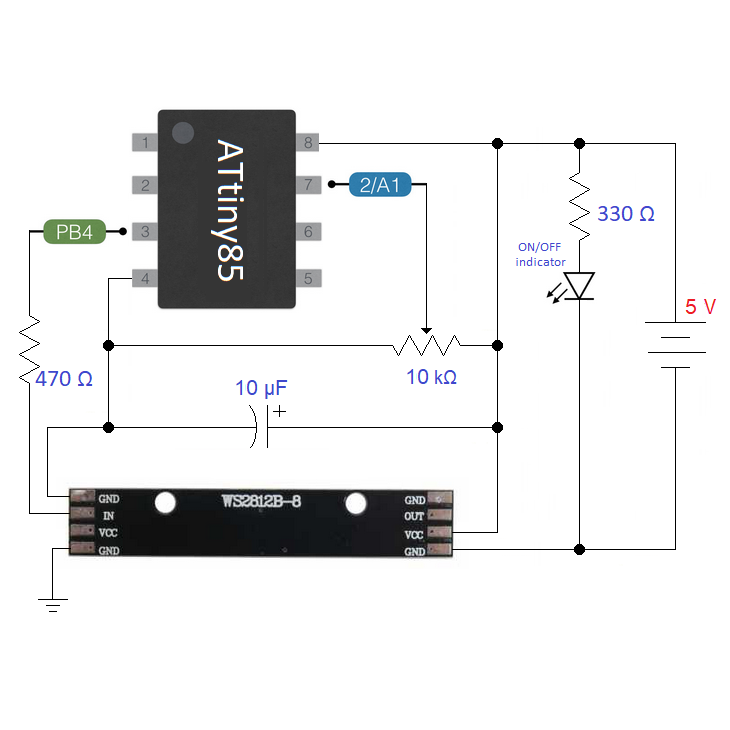 1
8
2
7
2/A1
PB4
3
6
4
5
ATtiny85
330 Ω
ON/OFF
indicator
5 V
470 Ω
10 kΩ
10 µF
+
GND
WS2812B-8
GND
IN
OUT
VCC
VCC
GND
GND